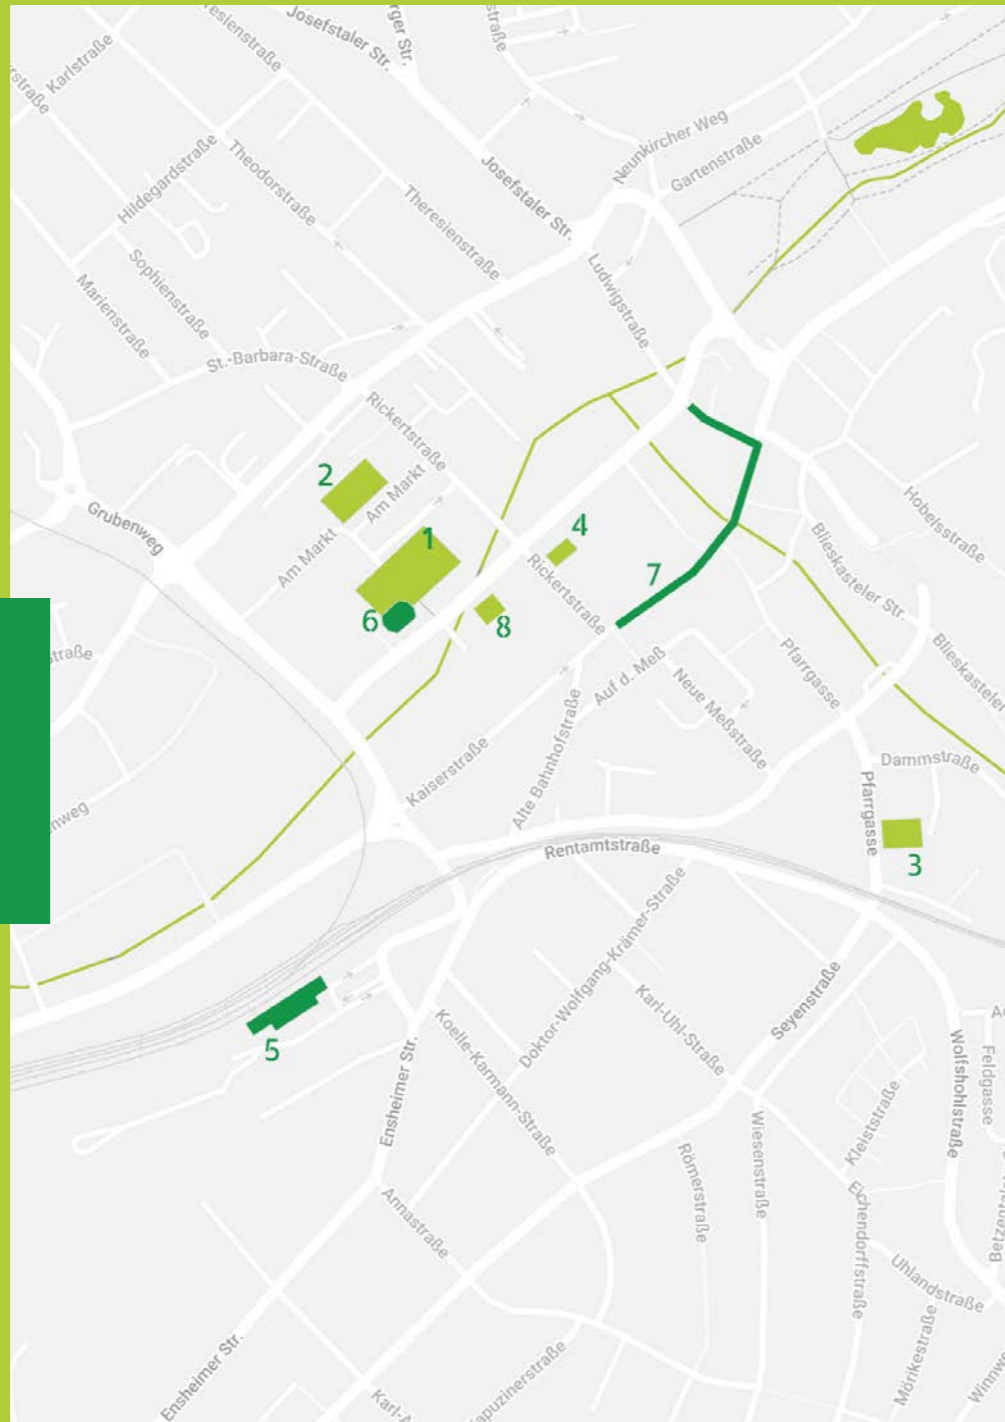 Josefstaler Str.
Karlstraße
Neunkircher Weg
Gartenstraße
Josefstaler Str.
Hildegardstraße
Theodorstraße
Theresienstraße
Sophienstraße
Marienstraße
Ludwigstraße
St.-Barbara-Straße
Rickertstraße
2
Am Markt
Am Markt
1
Grubenweg
4
Rickertstraße
7
6
8
Hobelsstraße
Blieskasteler Str.
Pfarrgasse
Auf d. Meß
Neue Meßstraße
Blieskasteler
Alte Bahnhofstraße
Kaiserstraße
Dammstraße
Pfarrgasse
3
Rentamtstraße
Doktor-Wolfgang-Krämer-Straße
Karl-Uhl-Straße
Seyenstraße
5
Koelle-Karmann-Straße
Ensheimer Str.
Wolfshohlstraße
Feldgasse
Kleiststraße
Wiesenstraße
Römerstraße
Annastraße
Eichendorffstraße
Uhlandstraße
Mörikestraße
Ensheimer Str.